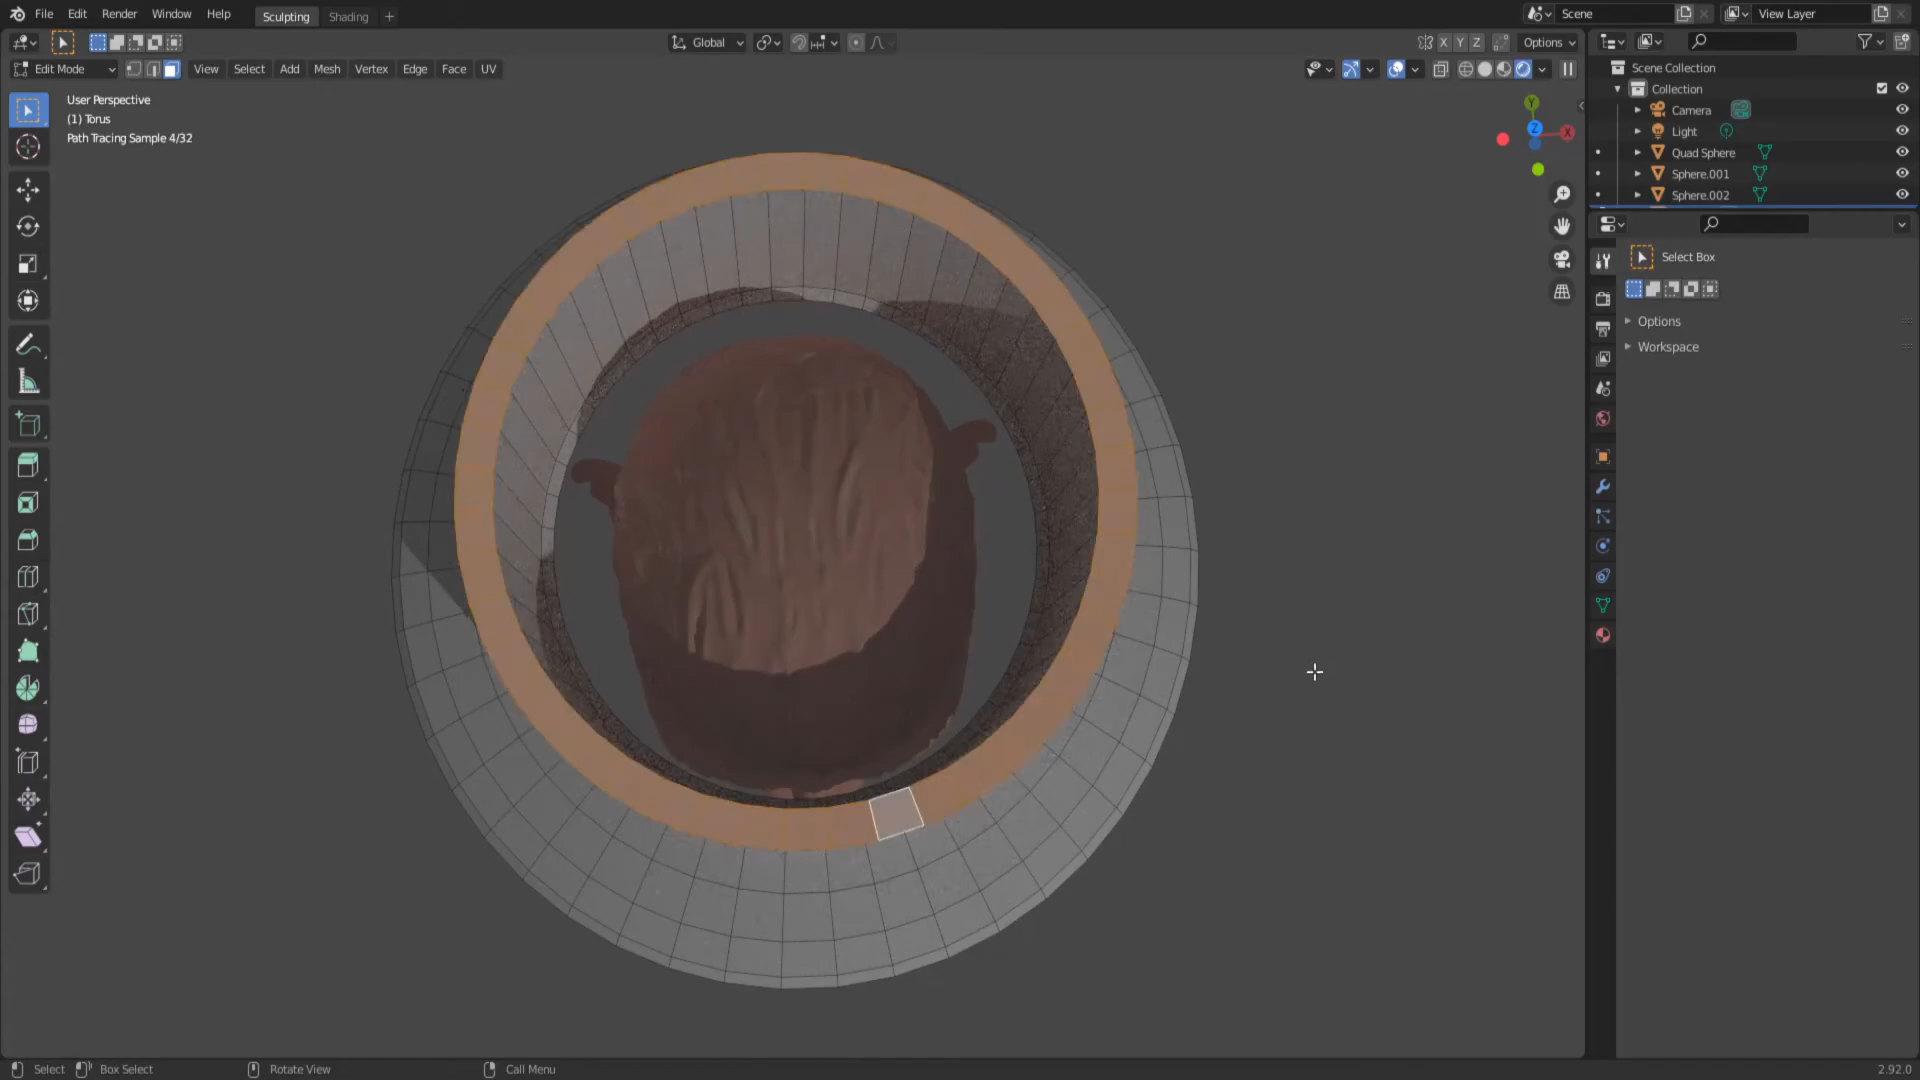 File Edit Render Window Help Sculpting Shading + Scene View Layer
Global X Y Z Options
Edit Mode View Select Add Mesh Vertex Edge Face UV
User Perspective
(1) Torus
Path Tracing Sample 4/32
Y
Z X
Scene Collection
Collection
Camera
Light
Quad Sphere
Sphere.001
Sphere.002
Select Box
Options
Workspace
Select Box Select Rotate View Call Menu 2.92.0